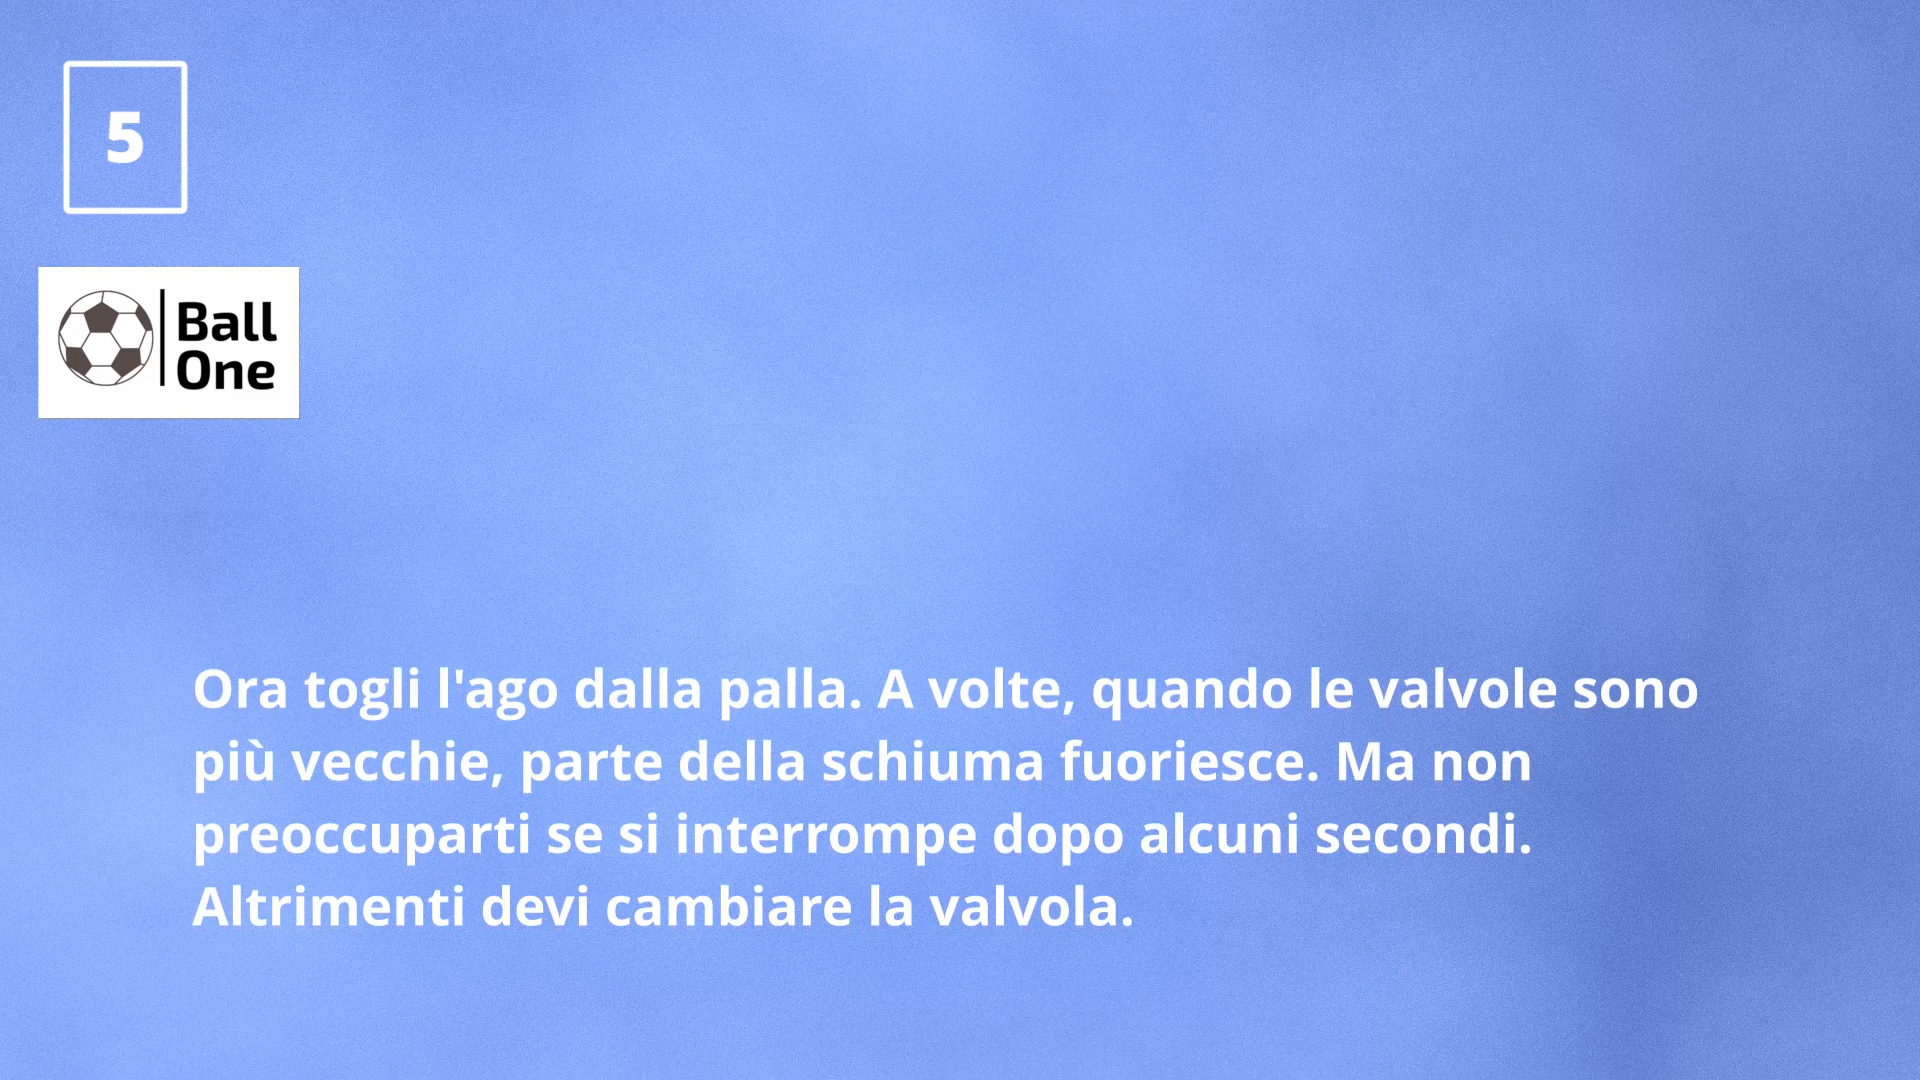 5
Ball
One
Ora togli l'ago dalla palla. A volte, quando le valvole sono
più vecchie, parte della schiuma fuoriesce. Ma non
preoccuparti se si interrompe dopo alcuni secondi.
Altrimenti devi cambiare la valvola.